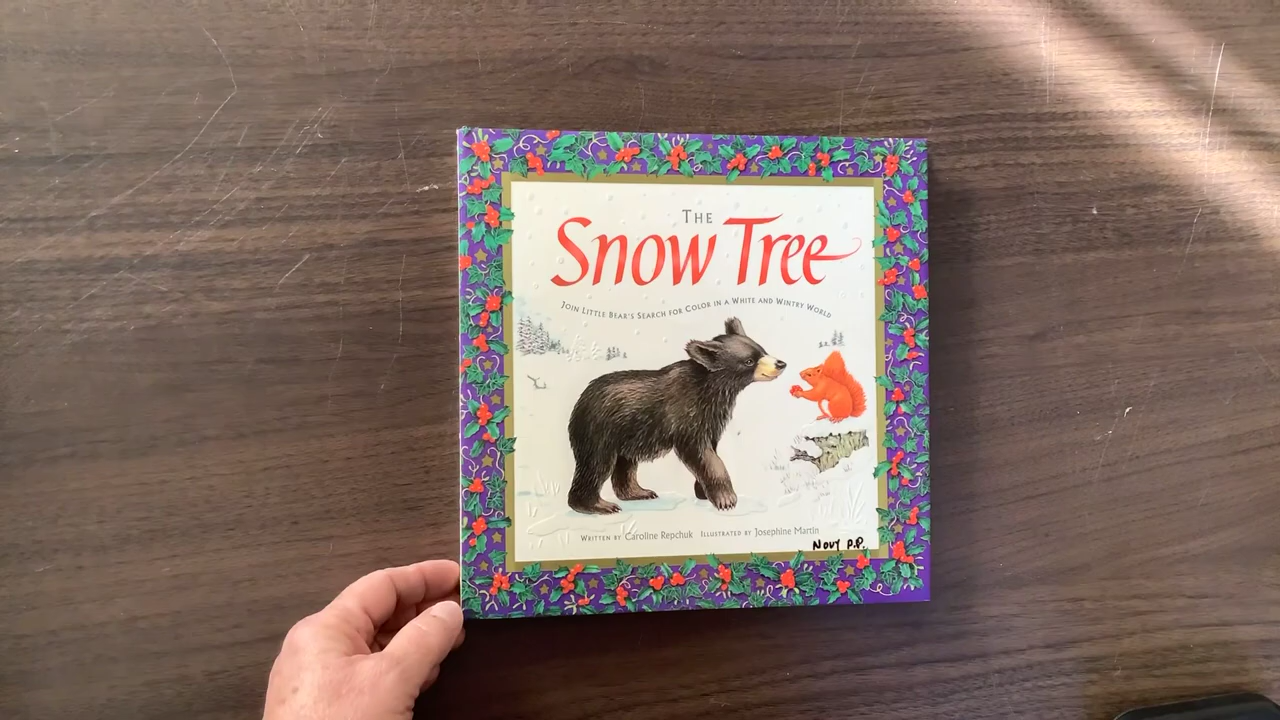 THE
Snow Tree
JOIN LITTLE BEAR'S SEARCH FOR COLOR IN A WHITE AND WINTRY WORLD
WRITTEN BY Caroline Repchuk ILLUSTRATED BY Josephine Martin
NOVY P.P.